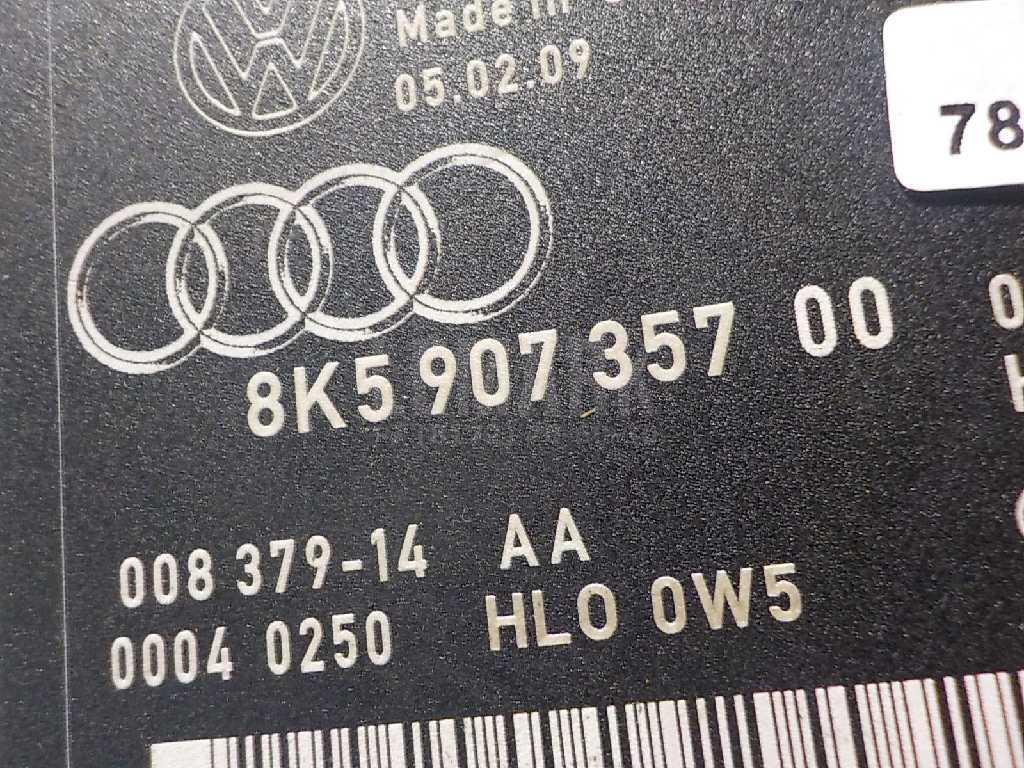 Made in
05.02.09
78
8K5 907 357 00
008 379-14 AA
0004 0250 HLO 0W5